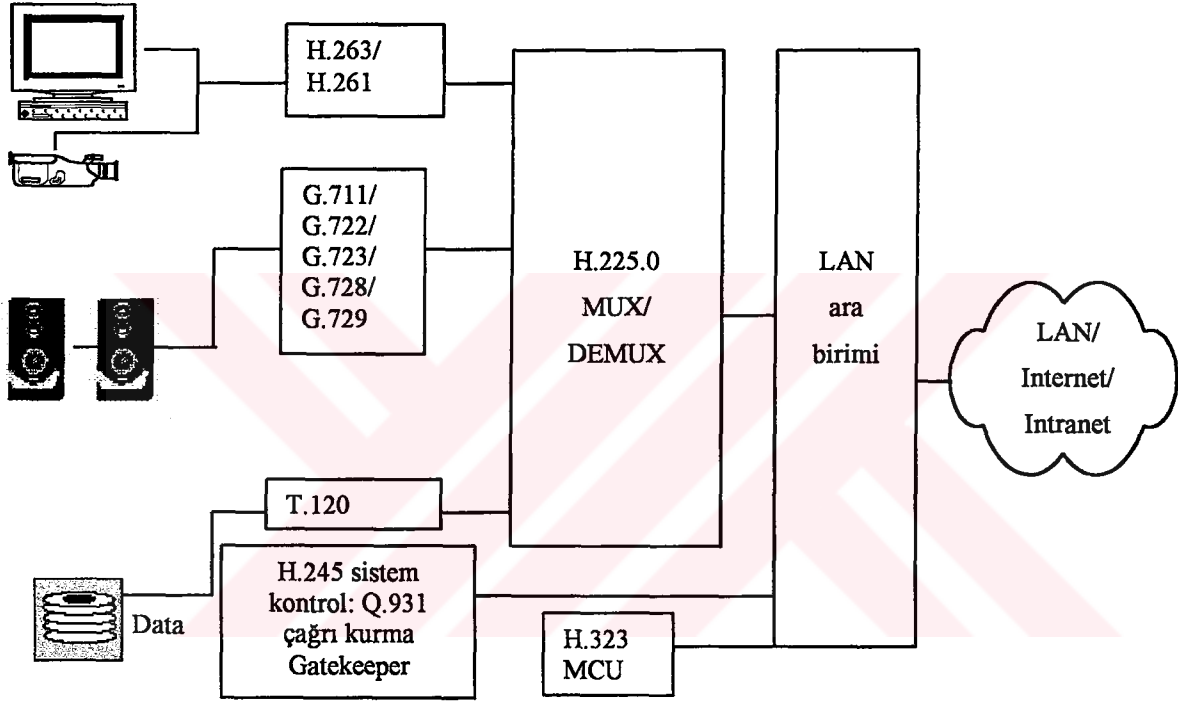 H.263/
H.261
G.711/
G.722/
G.723/
G.728/
G.729
H.225.0
MUX/
DEMUX
LAN
ara
birimi
LAN/
Internet/
Intranet
T.120
Data
H.245 sistem
kontrol: Q.931
çağrı kurma
Gatekeeper
H.323
MCU